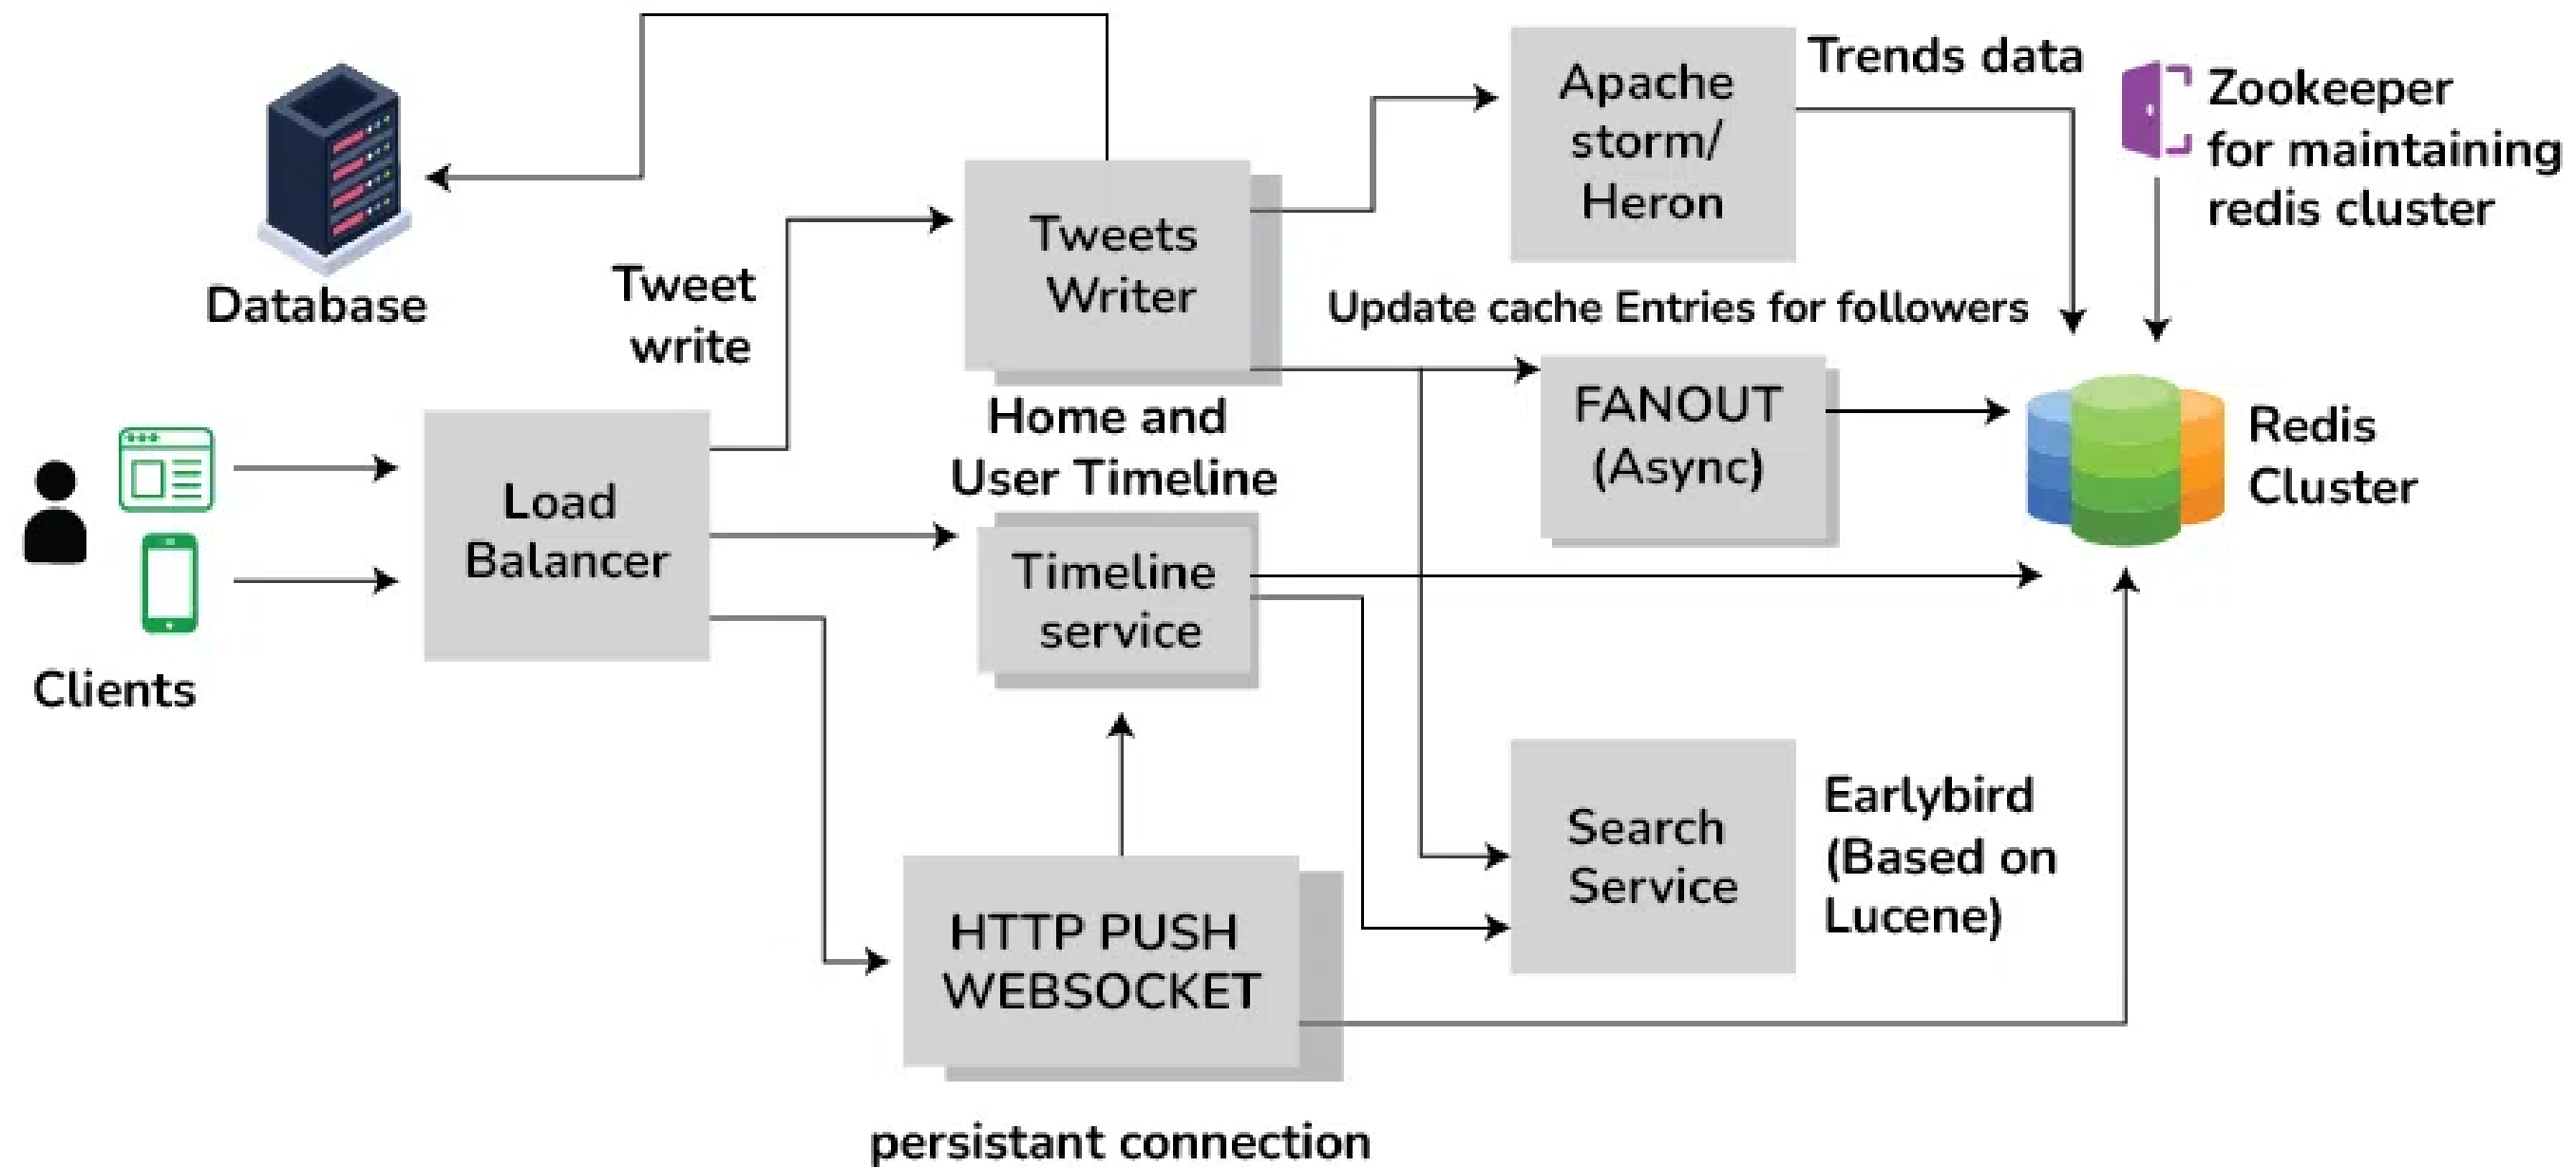 Apache
storm/
Heron
Trends data
Zookeeper
for maintaining
redis cluster
Database
Tweet
write
Tweets
Writer
Update cache Entries for followers
Home and
User Timeline
FANOUT
(Async)
Redis
Cluster
Clients
Load
Balancer
Timeline
service
Search
Service
Earlybird
(Based on
Lucene)
HTTP PUSH
WEBSOCKET
persistant connection